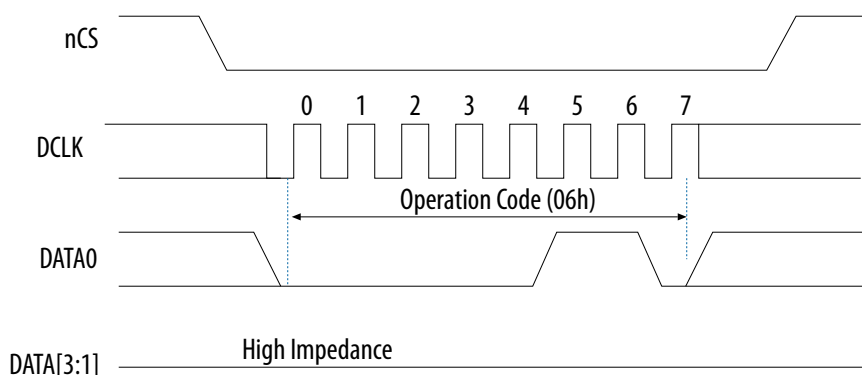 nCS
0 1 2 3 4 5 6 7
DCLK
Operation Code (06h)
DATA0
High Impedance
DATA[3:1]